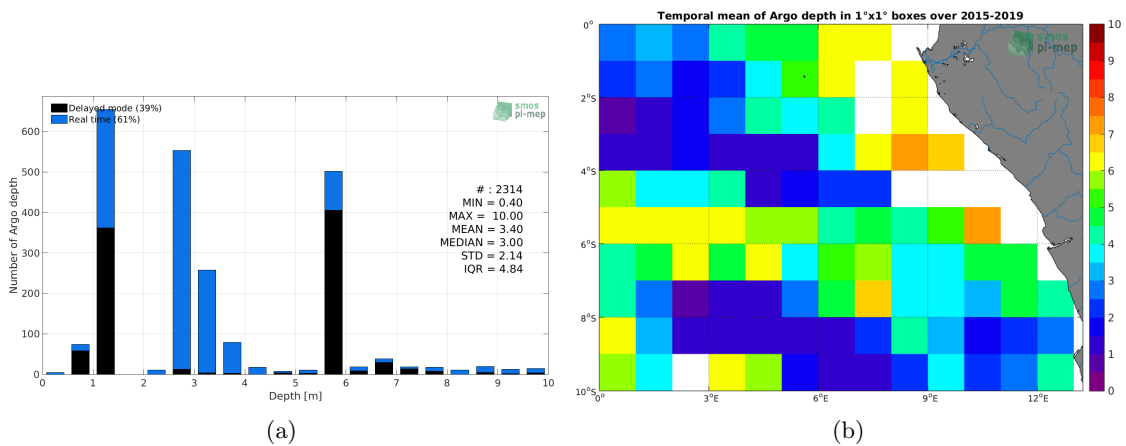 Temporal mean of Argo depth in 1°x1° boxes over 2015-2019
Delayed mode (39%)
Real time (61%)
smos
pi-mep
Number of Argo depth
600
500
400
300
200
100
0
# : 2314
MIN = 0.40
MAX = 10.00
MEAN = 3.40
MEDIAN = 3.00
STD = 2.14
IQR = 4.84
0 1 2 3 4 5 6 7 8 9 10
Depth [m]
(a)
smos
pi-mep
0°
2°S
4°S
6°S
8°S
10°S
0° 3°E 6°E 9°E 12°E
10
9
8
7
6
5
4
3
2
1
0
(b)